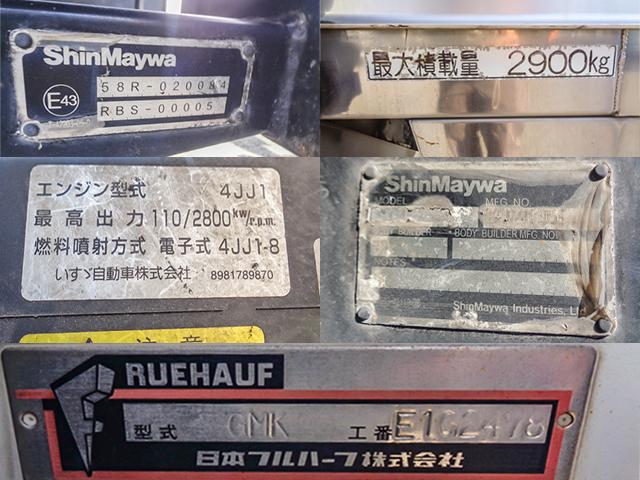 ShinMaywa
58R-020084
RBS-00005
E43
最大積載量 2900kg
エンジン型式 4JJ1
最高出力 110/2800kW/r.p.m.
燃料噴射方式 電子式 4JJ1-8
いすゞ自動車株式会社 8981789870
注意
ShinMaywa
MODEL MFG. NO.
BUILDER BODY BUILDER MFG. NO.
NOTES
ShinMaywa Industries, L
RUEHAUF
型式 GMK 工番 E1G2478
日本フルハーフ株式会社